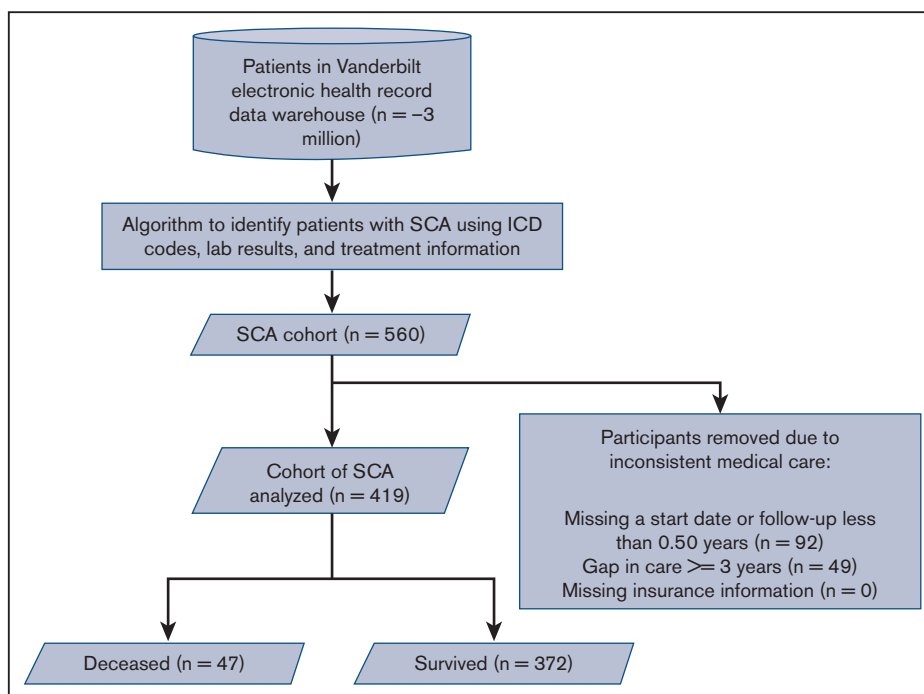 Patients in Vanderbilt
electronic health record
data warehouse (n = –3
million)
Algorithm to identify patients with SCA using ICD
codes, lab results, and treatment information
SCA cohort (n = 560)
Cohort of SCA
analyzed (n = 419)
Participants removed due to
inconsistent medical care:
Missing a start date or follow-up less
than 0.50 years (n = 92)
Gap in care >= 3 years (n = 49)
Missing insurance information (n = 0)
Deceased (n = 47)
Survived (n = 372)